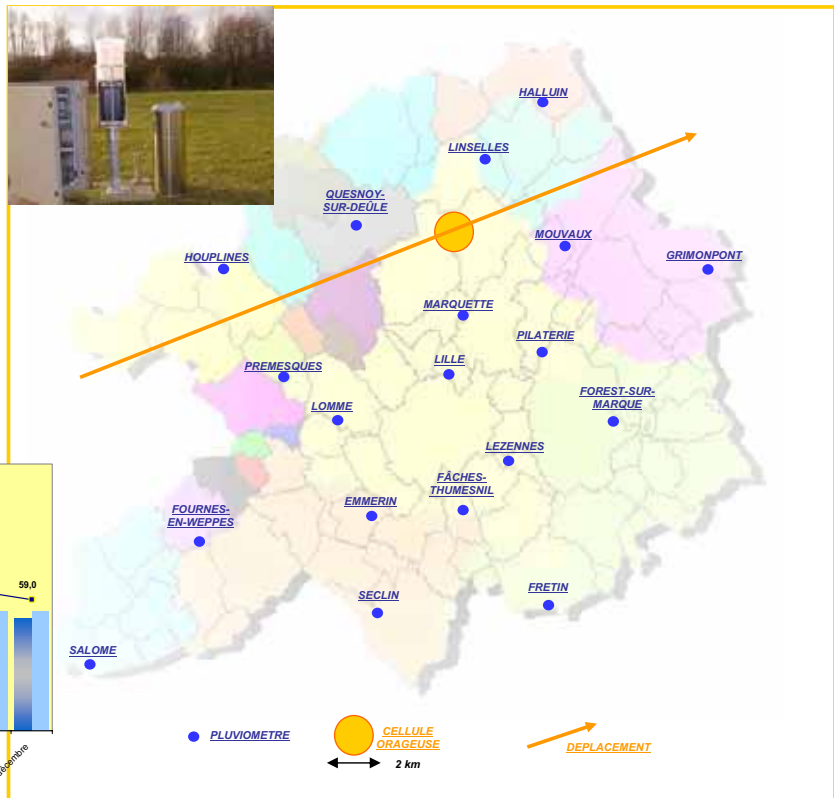 HALLUIN
LINSELLES
QUESNOY-
SUR-DEÛLE
MOUVAUX
HOUPLINES
GRIMONPONT
MARQUETTE
PILATERIE
LILLE
PREMESQUES
FOREST-SUR-
MARQUE
LOMME
LEZENNES
FÂCHES-
THUMESNIL
EMMERIN
FOURNES-
EN-WEPPES
59,0
FRETIN
SECLIN
SALOME
PLUVIOMETRE
CELLULE
ORAGEUSE
DEPLACEMENT
2 km
décembre